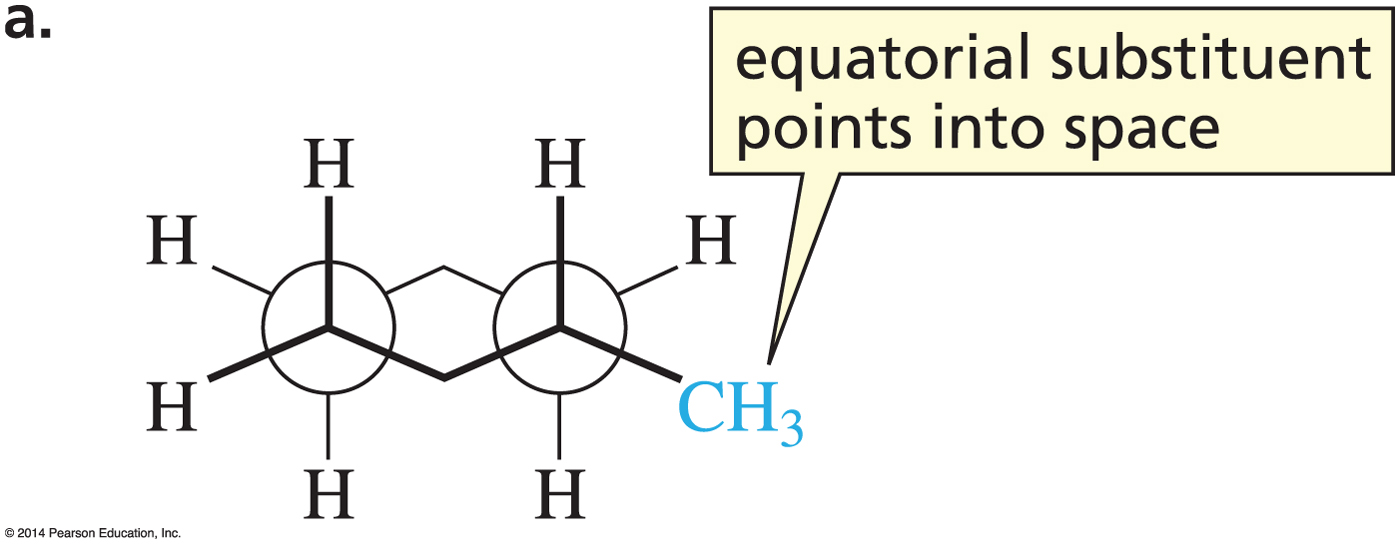 a.
equatorial substituent
points into space
H H
H H
H CH₃
H H
© 2014 Pearson Education, Inc.